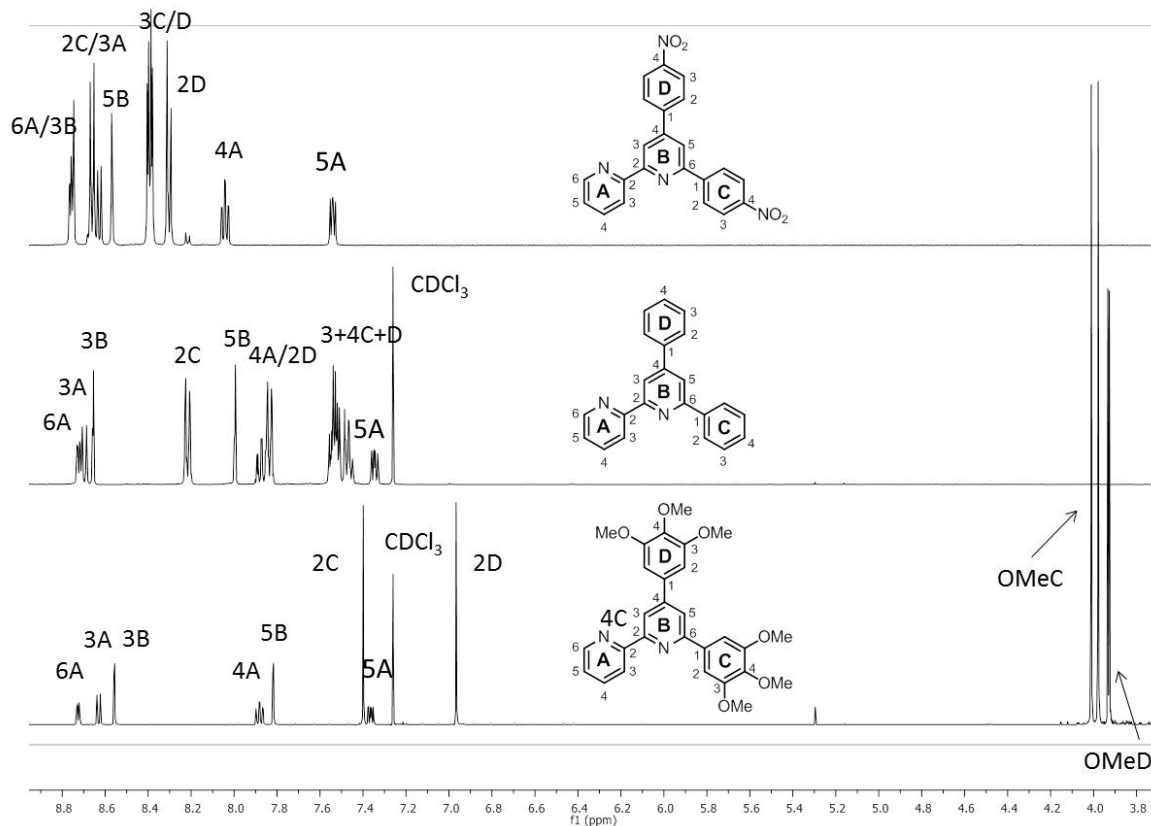 3C/D
2C/3A
2D
5B
6A/3B
4A
5A
NO₂
4
3
D
2
1
4
3
5
B
6
2
N
N
6
A
2
1
C
5
3
2
4
NO₂
4
3
CDCl₃
3B
3A
6A
2C
5B
4A/2D
3+4C+D
5A
4
3
D
2
1
4
3
5
B
6
2
N
N
6
A
2
1
C
5
3
2
4
4
3
2C
CDCl₃
2D
3A
3B
6A
4A
5B
5A
OMe
MeO
4
OMe
3
D
2
1
4
4C
3
5
B
N
2
6
OMe
6
A
2
N
1
C
4
5
3
2
OMe
4
3
OMe
OMeC
OMeD
8.8 8.6 8.4 8.2 8.0 7.8 7.6 7.4 7.2 7.0 6.8 6.6 6.4 6.2 6.0 5.8 5.6 5.4 5.2 5.0 4.8 4.6 4.4 4.2 4.0 3.8
f1 (ppm)